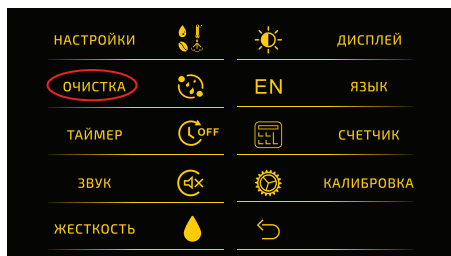 НАСТРОЙКИ ДИСПЛЕЙ
ОЧИСТКА EN ЯЗЫК
ТАЙМЕР OFF СЧЕТЧИК
ЗВУК КАЛИБРОВКА
ЖЕСТКОСТЬ